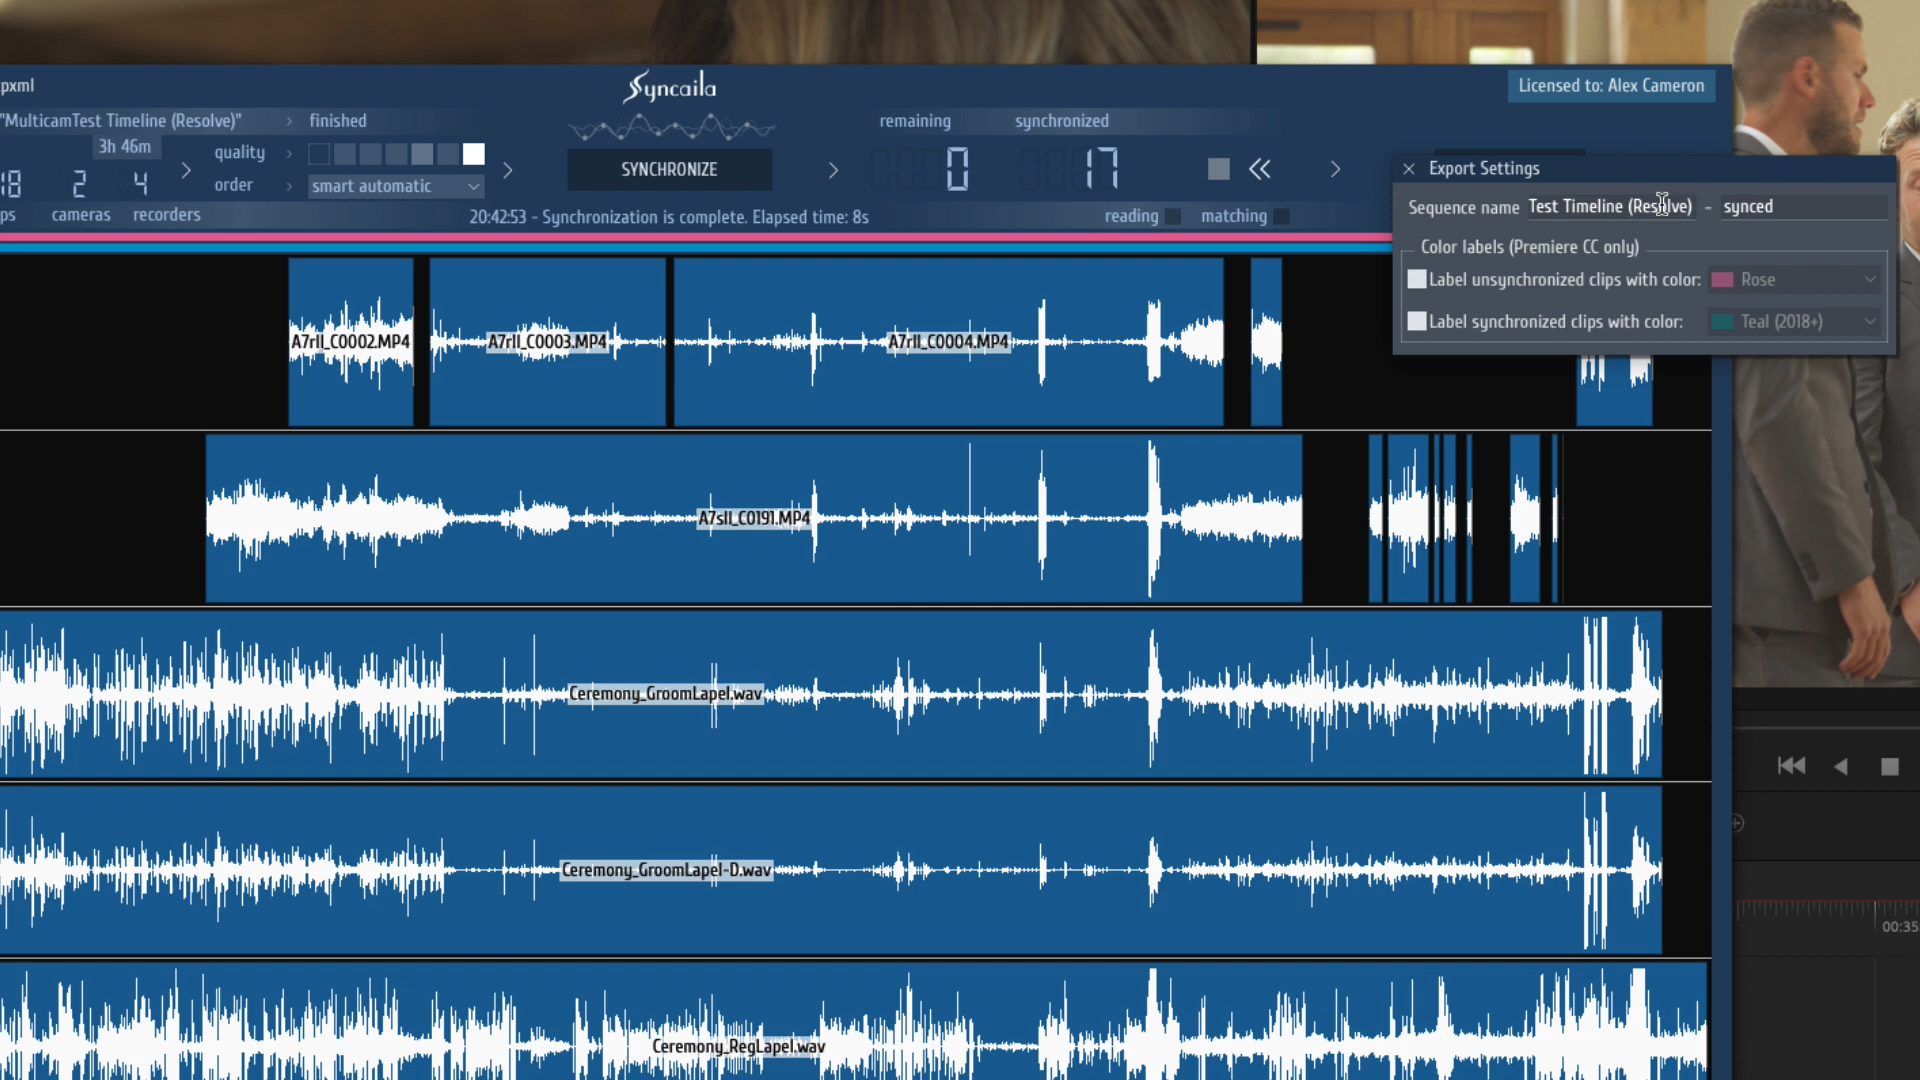 pxml
Syncaila
Licensed to: Alex Cameron
"MulticamTest Timeline (Resolve)" > finished
remaining
synchronized
3h 46m
quality
SYNCHRONIZE
0
17
18 2 4
order
smart automatic
ps cameras recorders
20:42:53 - Synchronization is complete. Elapsed time: 8s
reading
matching
Export Settings
Sequence name Test Timeline (Resolve) - synced
Color labels (Premiere CC only)
Label unsynchronized clips with color: Rose
Label synchronized clips with color: Teal (2018+)
A7rII_C0002.MP4
A7rII_C0003.MP4
A7rII_C0004.MP4
A7sII_C0191.MP4
Ceremony_GroomLapel.wav
Ceremony_GroomLapel-D.wav
00:35
Ceremony_RegLapel.wav